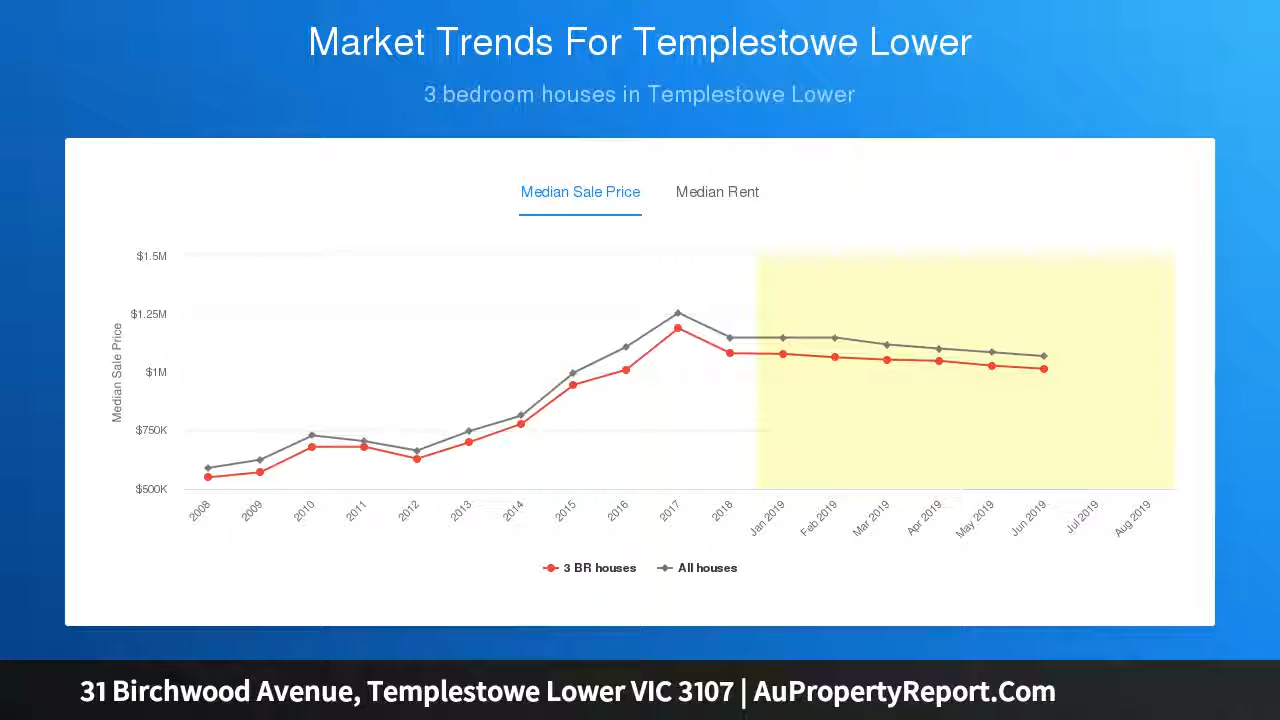 Market Trends For Templestowe Lower
3 bedroom houses in Templestowe Lower
Median Sale Price Median Rent
Median Sale Price
$1.5M
$1.25M
$1M
$750K
$500K
2008 2009 2010 2011 2012 2013 2014 2015 2016 2017 2018 Jan 2019 Feb 2019 Mar 2019 Apr 2019 May 2019 Jun 2019 Jul 2019 Aug 2019
3 BR houses All houses
31 Birchwood Avenue, Templestowe Lower VIC 3107 | AuPropertyReport.Com